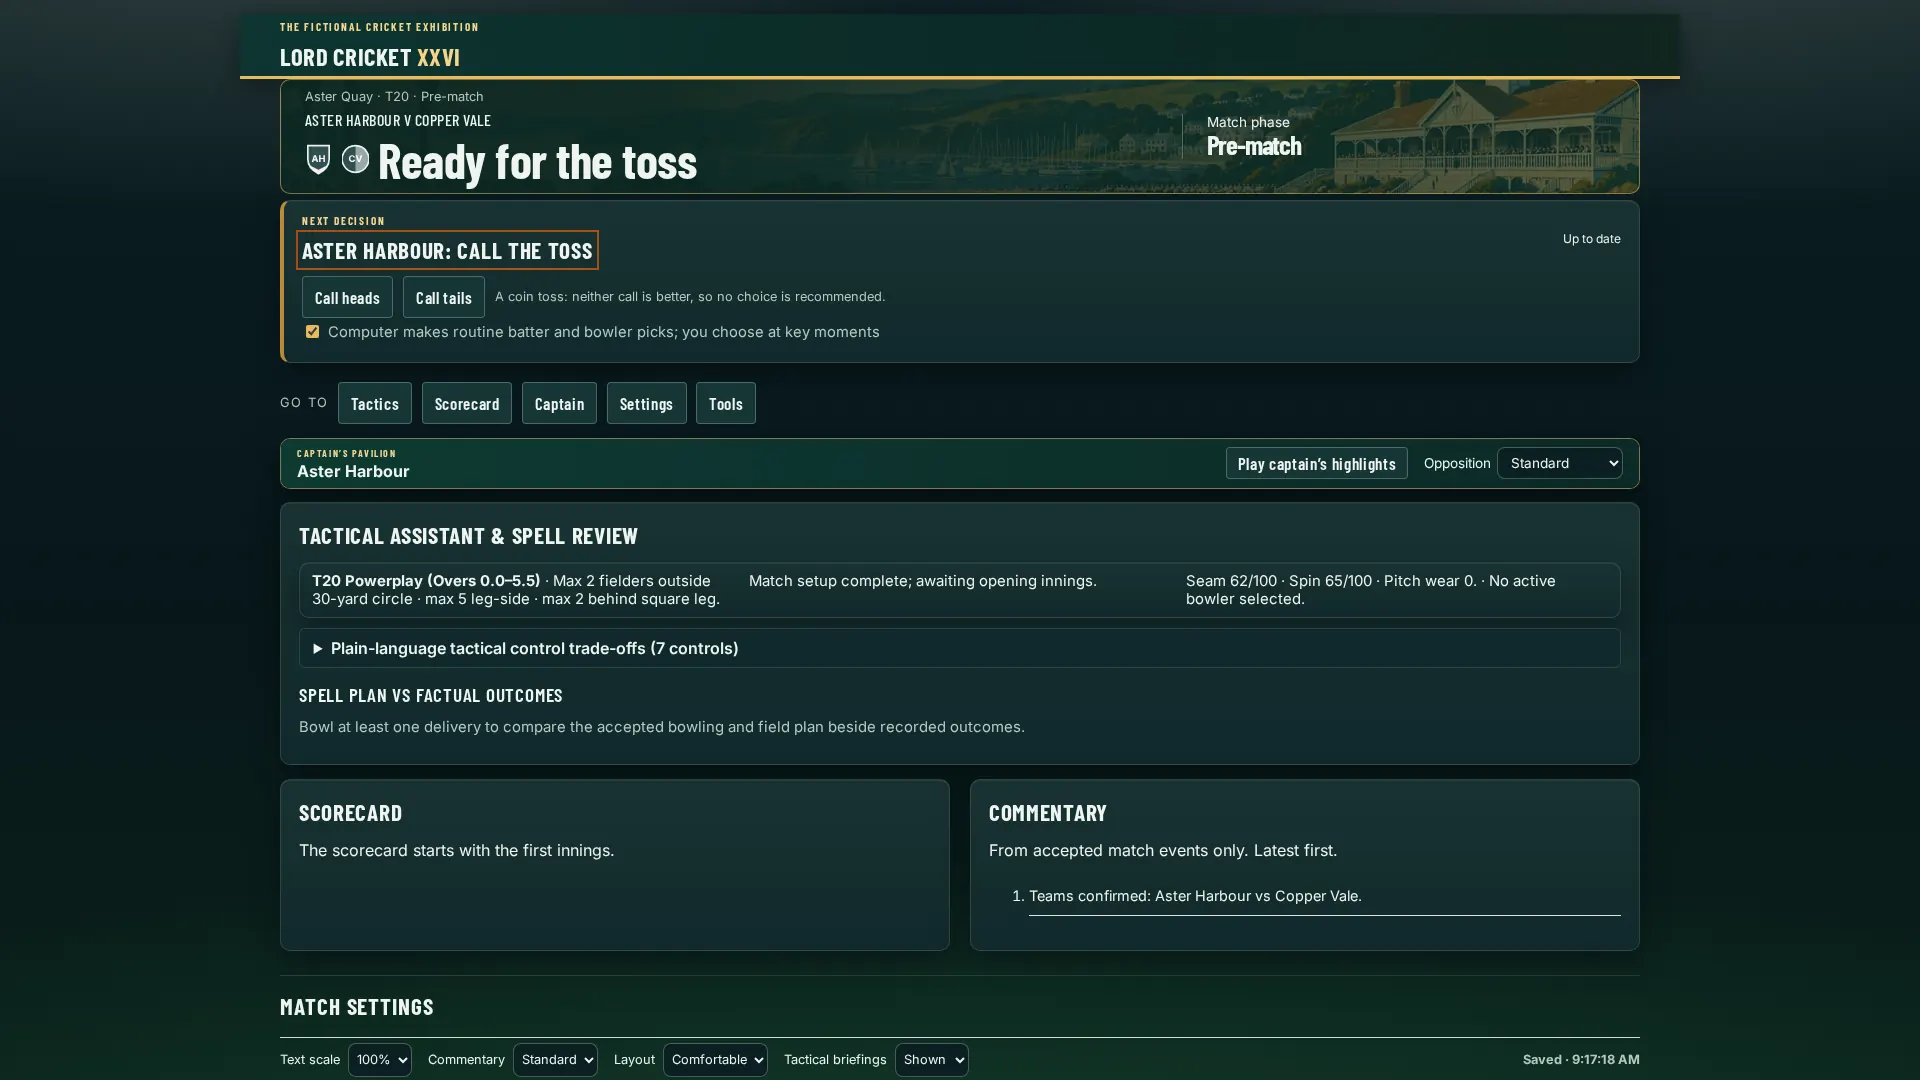 THE FICTIONAL CRICKET EXHIBITION
LORD CRICKET XXVI
Aster Quay · T20 · Pre-match
ASTER HARBOUR V COPPER VALE
AH CV Ready for the toss
Match phase
Pre-match
NEXT DECISION
ASTER HARBOUR: CALL THE TOSS
Up to date
Call heads Call tails A coin toss: neither call is better, so no choice is recommended.
Computer makes routine batter and bowler picks; you choose at key moments
GO TO Tactics Scorecard Captain Settings Tools
CAPTAIN’S PAVILION
Aster Harbour
Play captain’s highlights Opposition Standard
TACTICAL ASSISTANT & SPELL REVIEW
T20 Powerplay (Overs 0.0–5.5) · Max 2 fielders outside
30-yard circle · max 5 leg-side · max 2 behind square leg.
Match setup complete; awaiting opening innings.
Seam 62/100 · Spin 65/100 · Pitch wear 0. · No active
bowler selected.
Plain-language tactical control trade-offs (7 controls)
SPELL PLAN VS FACTUAL OUTCOMES
Bowl at least one delivery to compare the accepted bowling and field plan beside recorded outcomes.
SCORECARD
The scorecard starts with the first innings.
COMMENTARY
From accepted match events only. Latest first.
1. Teams confirmed: Aster Harbour vs Copper Vale.
MATCH SETTINGS
Text scale 100% Commentary Standard Layout Comfortable Tactical briefings Shown Saved · 9:17:18 AM